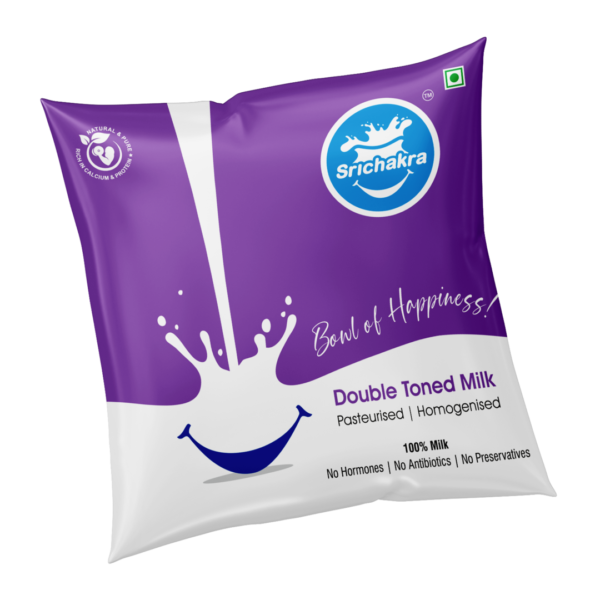 NATURAL & PURE
RICH IN CALCIUM & PROTEIN
TM
Srichakra
Bowl of Happiness!
Double Toned Milk
Pasteurised | Homogenised
100% Milk
No Hormones | No Antibiotics | No Preservatives